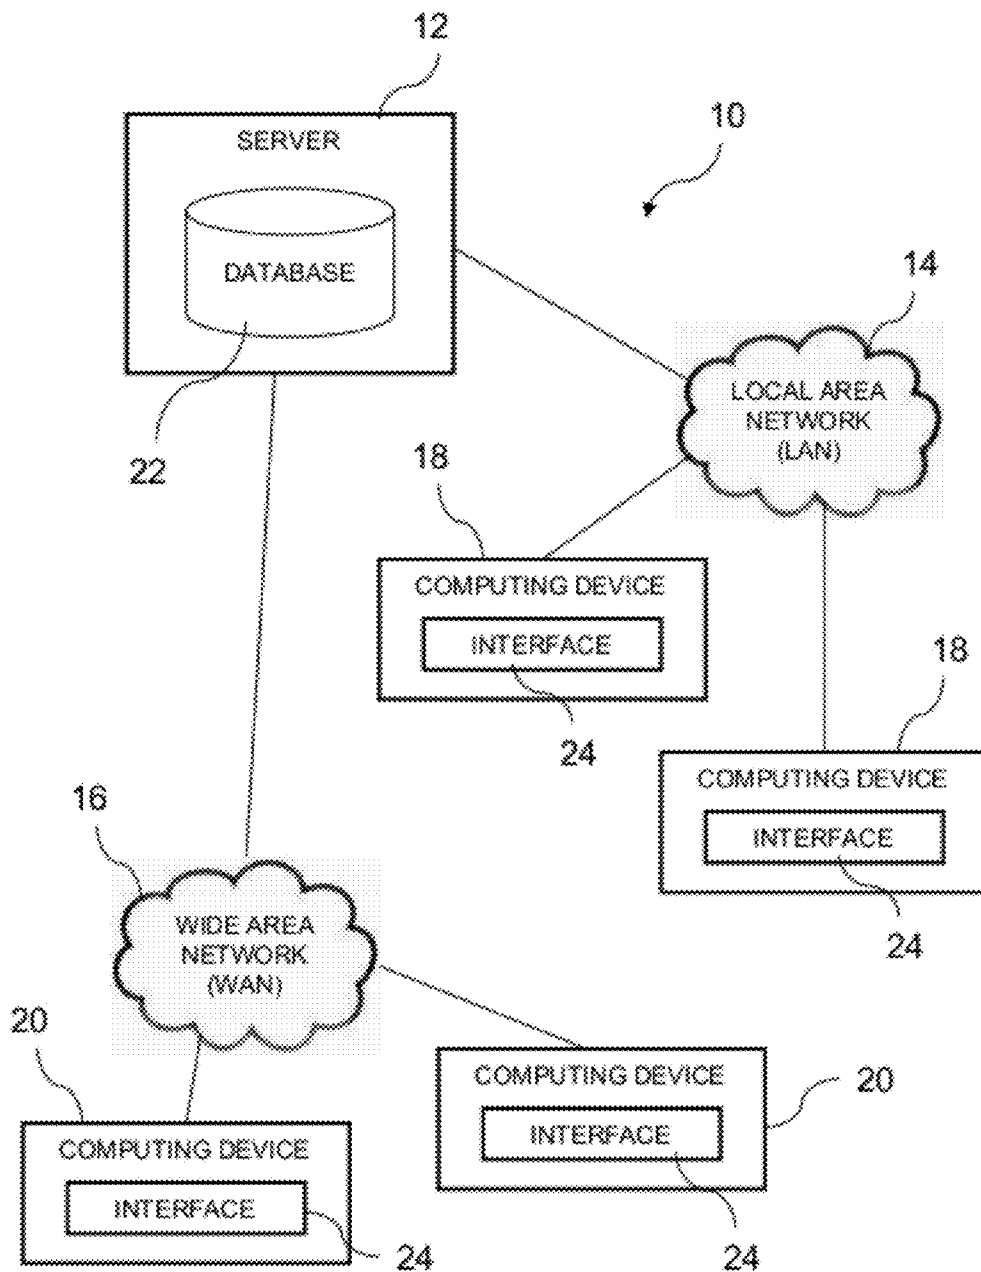 12
SERVER
10
DATABASE
14
LOCAL AREA
NETWORK
(LAN)
22
18
COMPUTING DEVICE
INTERFACE
24
18
COMPUTING DEVICE
INTERFACE
24
16
WIDE AREA
NETWORK
(WAN)
20
COMPUTING DEVICE
INTERFACE
24
20
COMPUTING DEVICE
INTERFACE
24